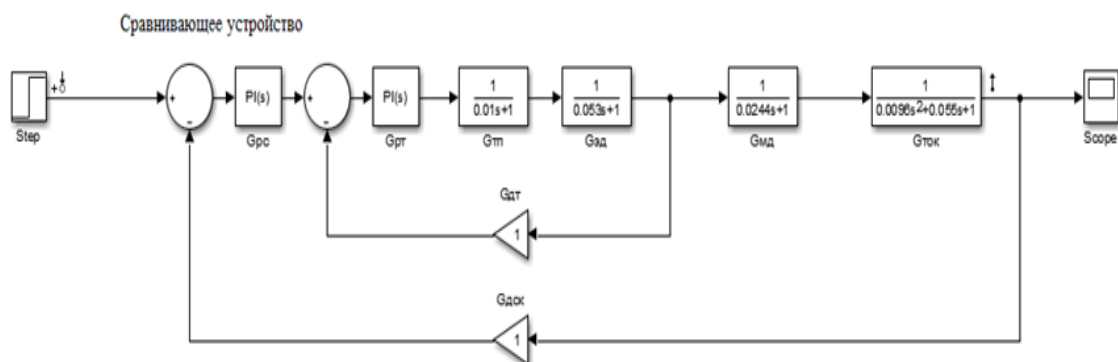 Сравнивающее устройство
Step
+
-
PI(s)
Gрс
+
-
PI(s)
Gрт
1
0.01s+1
Gтп
1
0.053s+1
Gэд
1
0.0244s+1
Gмд
1
0.0096s²+0.055s+1
Gток
Scope
Gдт
1
Gдск
1